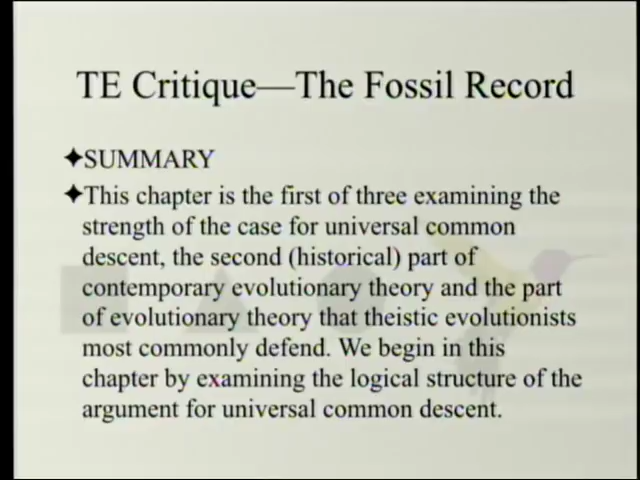 TE Critique—The Fossil Record
✦SUMMARY
✦This chapter is the first of three examining the
strength of the case for universal common
descent, the second (historical) part of
contemporary evolutionary theory and the part
of evolutionary theory that theistic evolutionists
most commonly defend. We begin in this
chapter by examining the logical structure of the
argument for universal common descent.